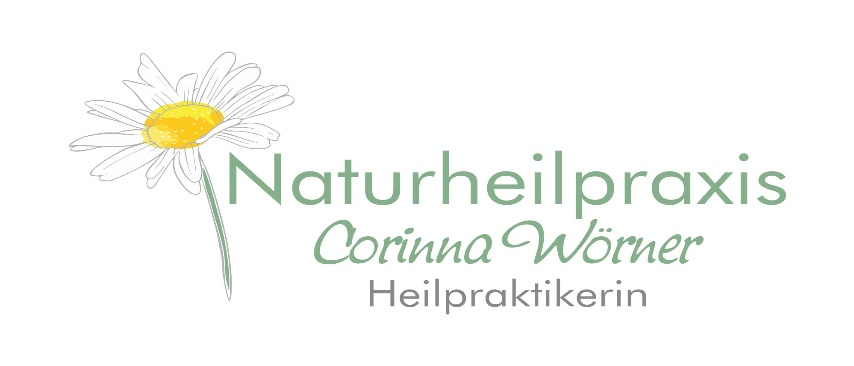 Naturheilpraxis
Corinna Wörner
Heilpraktikerin